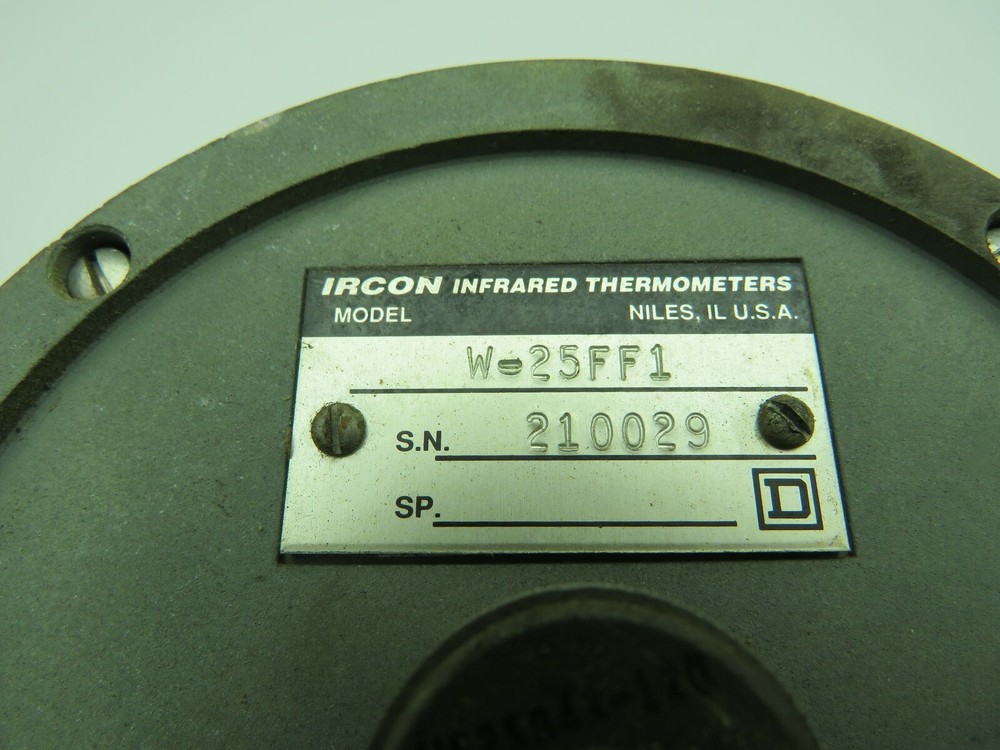 IRCON INFRARED THERMOMETERS
MODEL NILES, IL U.S.A.
W-25FF1
S.N. 210029
SP.
D